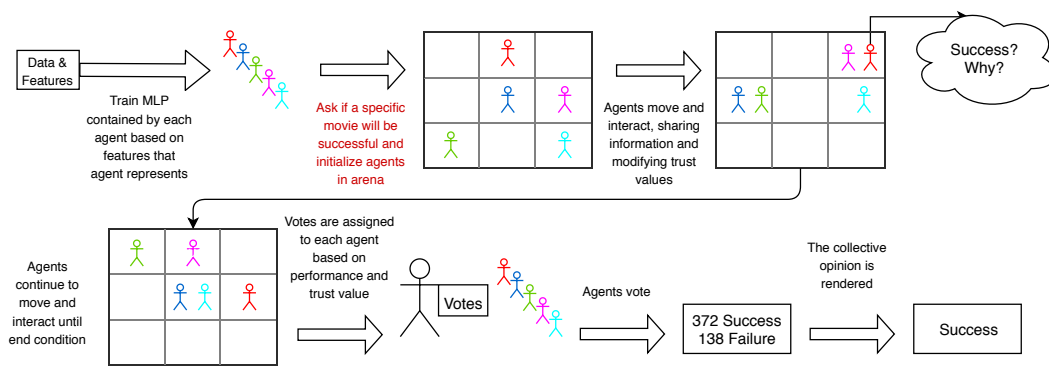 Data &
Features
Train MLP
contained by each
agent based on
features that
agent represents
Ask if a specific
movie will be
successful and
initialize agents
in arena
Agents move and
interact, sharing
information and
modifying trust
values
Success?
Why?
Agents
continue to
move and
interact until
end condition
Votes are assigned
to each agent
based on
performance and
trust value
Votes
Agents vote
372 Success
138 Failure
The collective
opinion is
rendered
Success